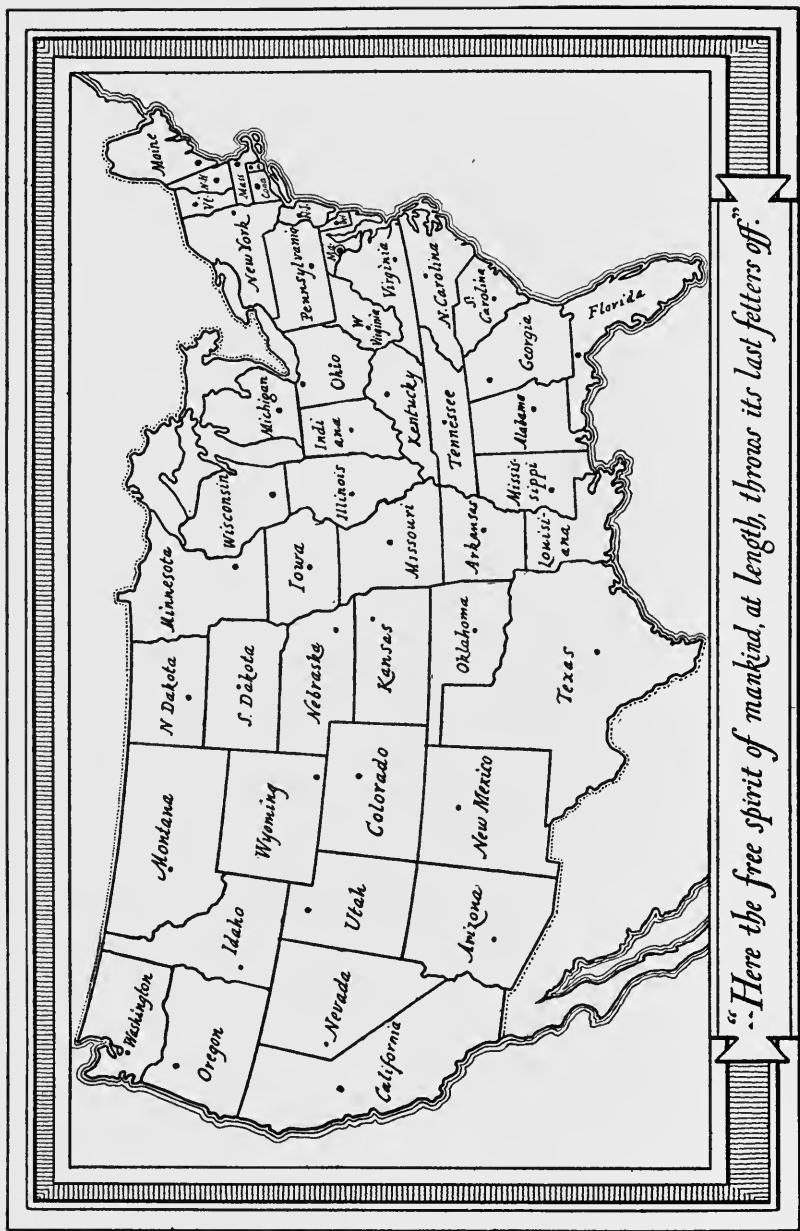 Maine
Vt.
N.H
Mass
Conn
New York
Pennsylvania
N.J.
Md.
W Virginia
Virginia
N. Carolina
S. Carolina
Georgia
Florida
Ohio
Michigan
Indi
ana
Kentucky
Tennessee
Alabama
Missis-
sippi
Wisconsin
Illinois
Minnesota
Iowa
Missouri
Arkansas
Louisi-
ana
N Dakota
S. Dakota
Nebraska
Kansas
Oklahoma
Texas
Montana
Wyoming
Colorado
New Mexico
Idaho
Utah
Arizona
Washington
Oregon
Nevada
California
"--Here the free spirit of mankind, at length, throws its last fetters off."